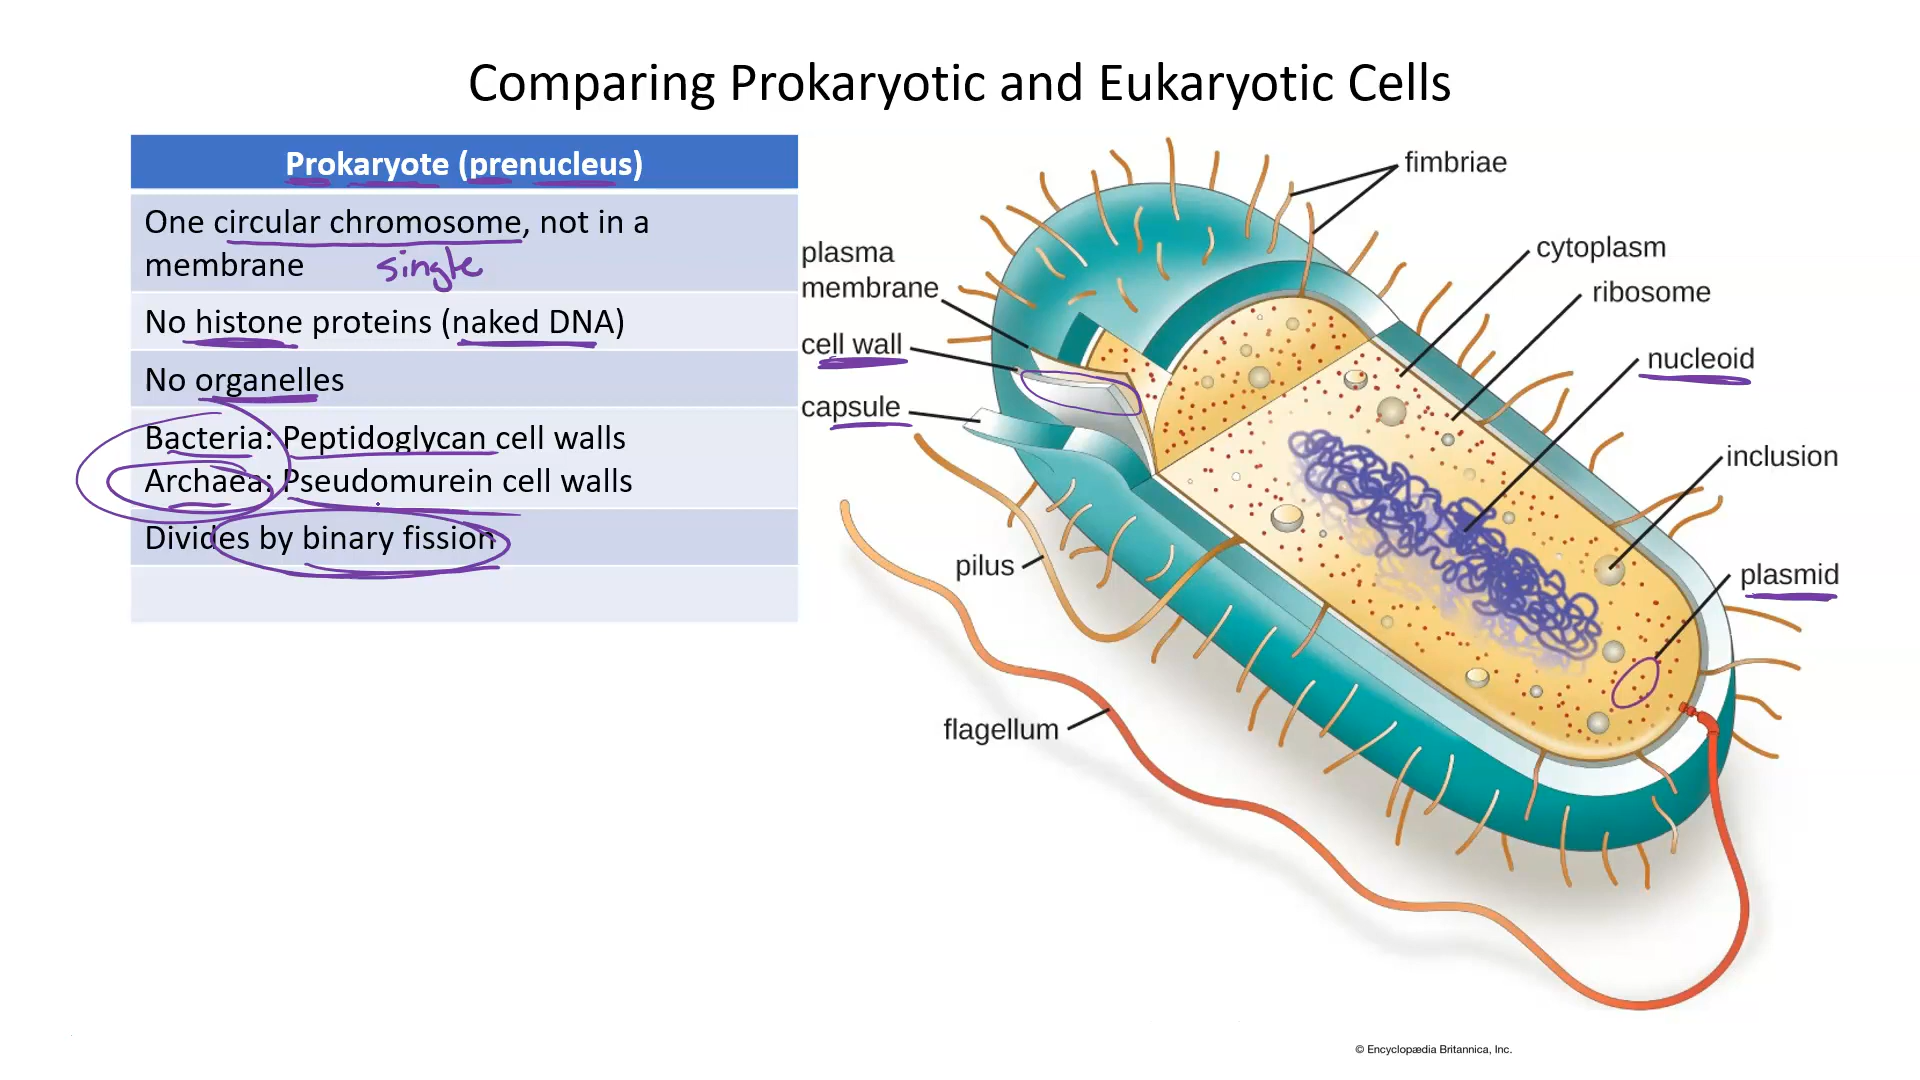 Comparing Prokaryotic and Eukaryotic Cells
Prokaryote (prenucleus)
One circular chromosome, not in a
membrane
single
No histone proteins (naked DNA)
No organelles
Bacteria: Peptidoglycan cell walls
Archaea: Pseudomurein cell walls
Divides by binary fission
fimbriae
plasma
membrane
cytoplasm
ribosome
cell wall
nucleoid
capsule
inclusion
pilus
plasmid
flagellum
© Encyclopædia Britannica, Inc.